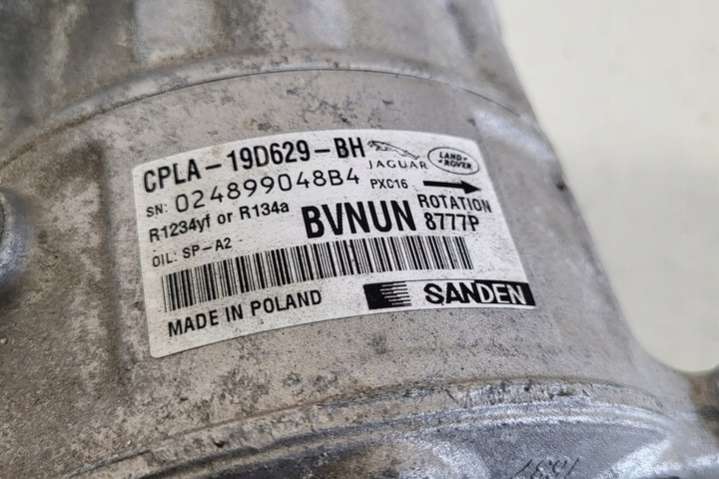 CPLA-19D629-BH JAGUAR LAND ROVER
SN: 024899048B4 PXC16
R1234yf or R134a BVNUN ROTATION
OIL: SP-A2 8777P
MADE IN POLAND SANDEN